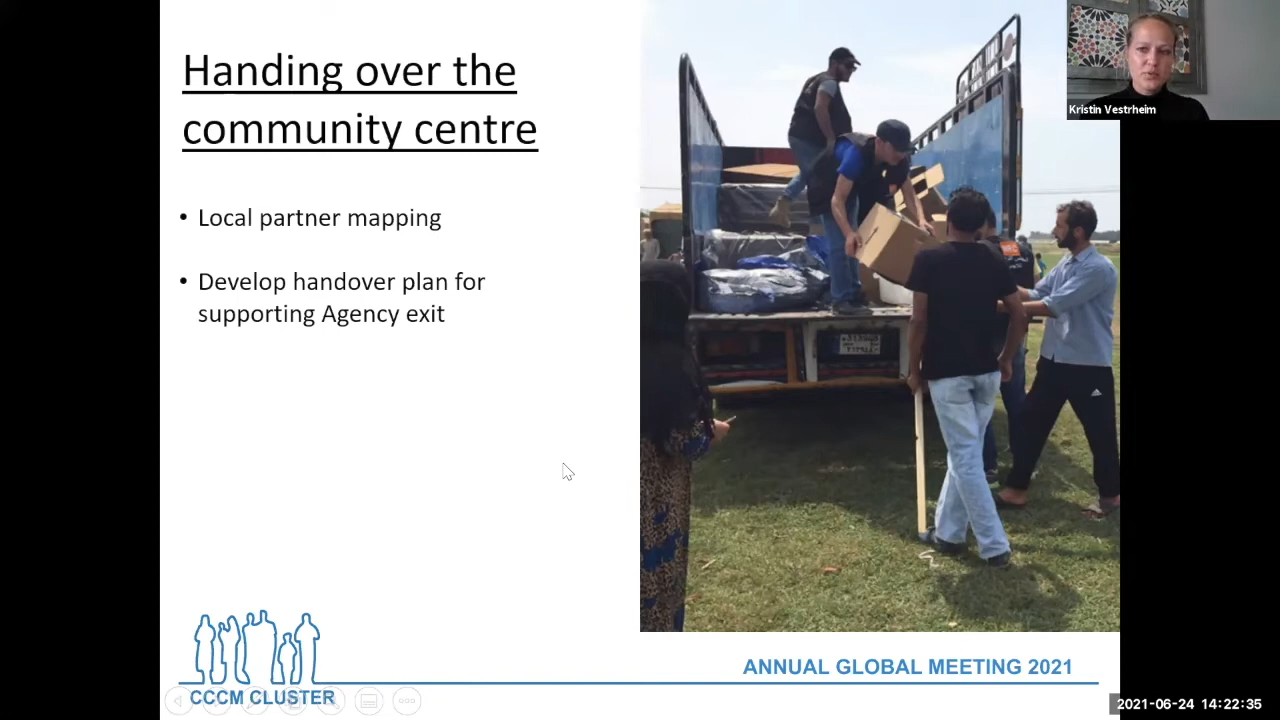 Handing over the
community centre
• Local partner mapping
• Develop handover plan for
supporting Agency exit
Kristin Vestrheim
ANNUAL GLOBAL MEETING 2021
CCCM CLUSTER
2021-06-24 14:22:35